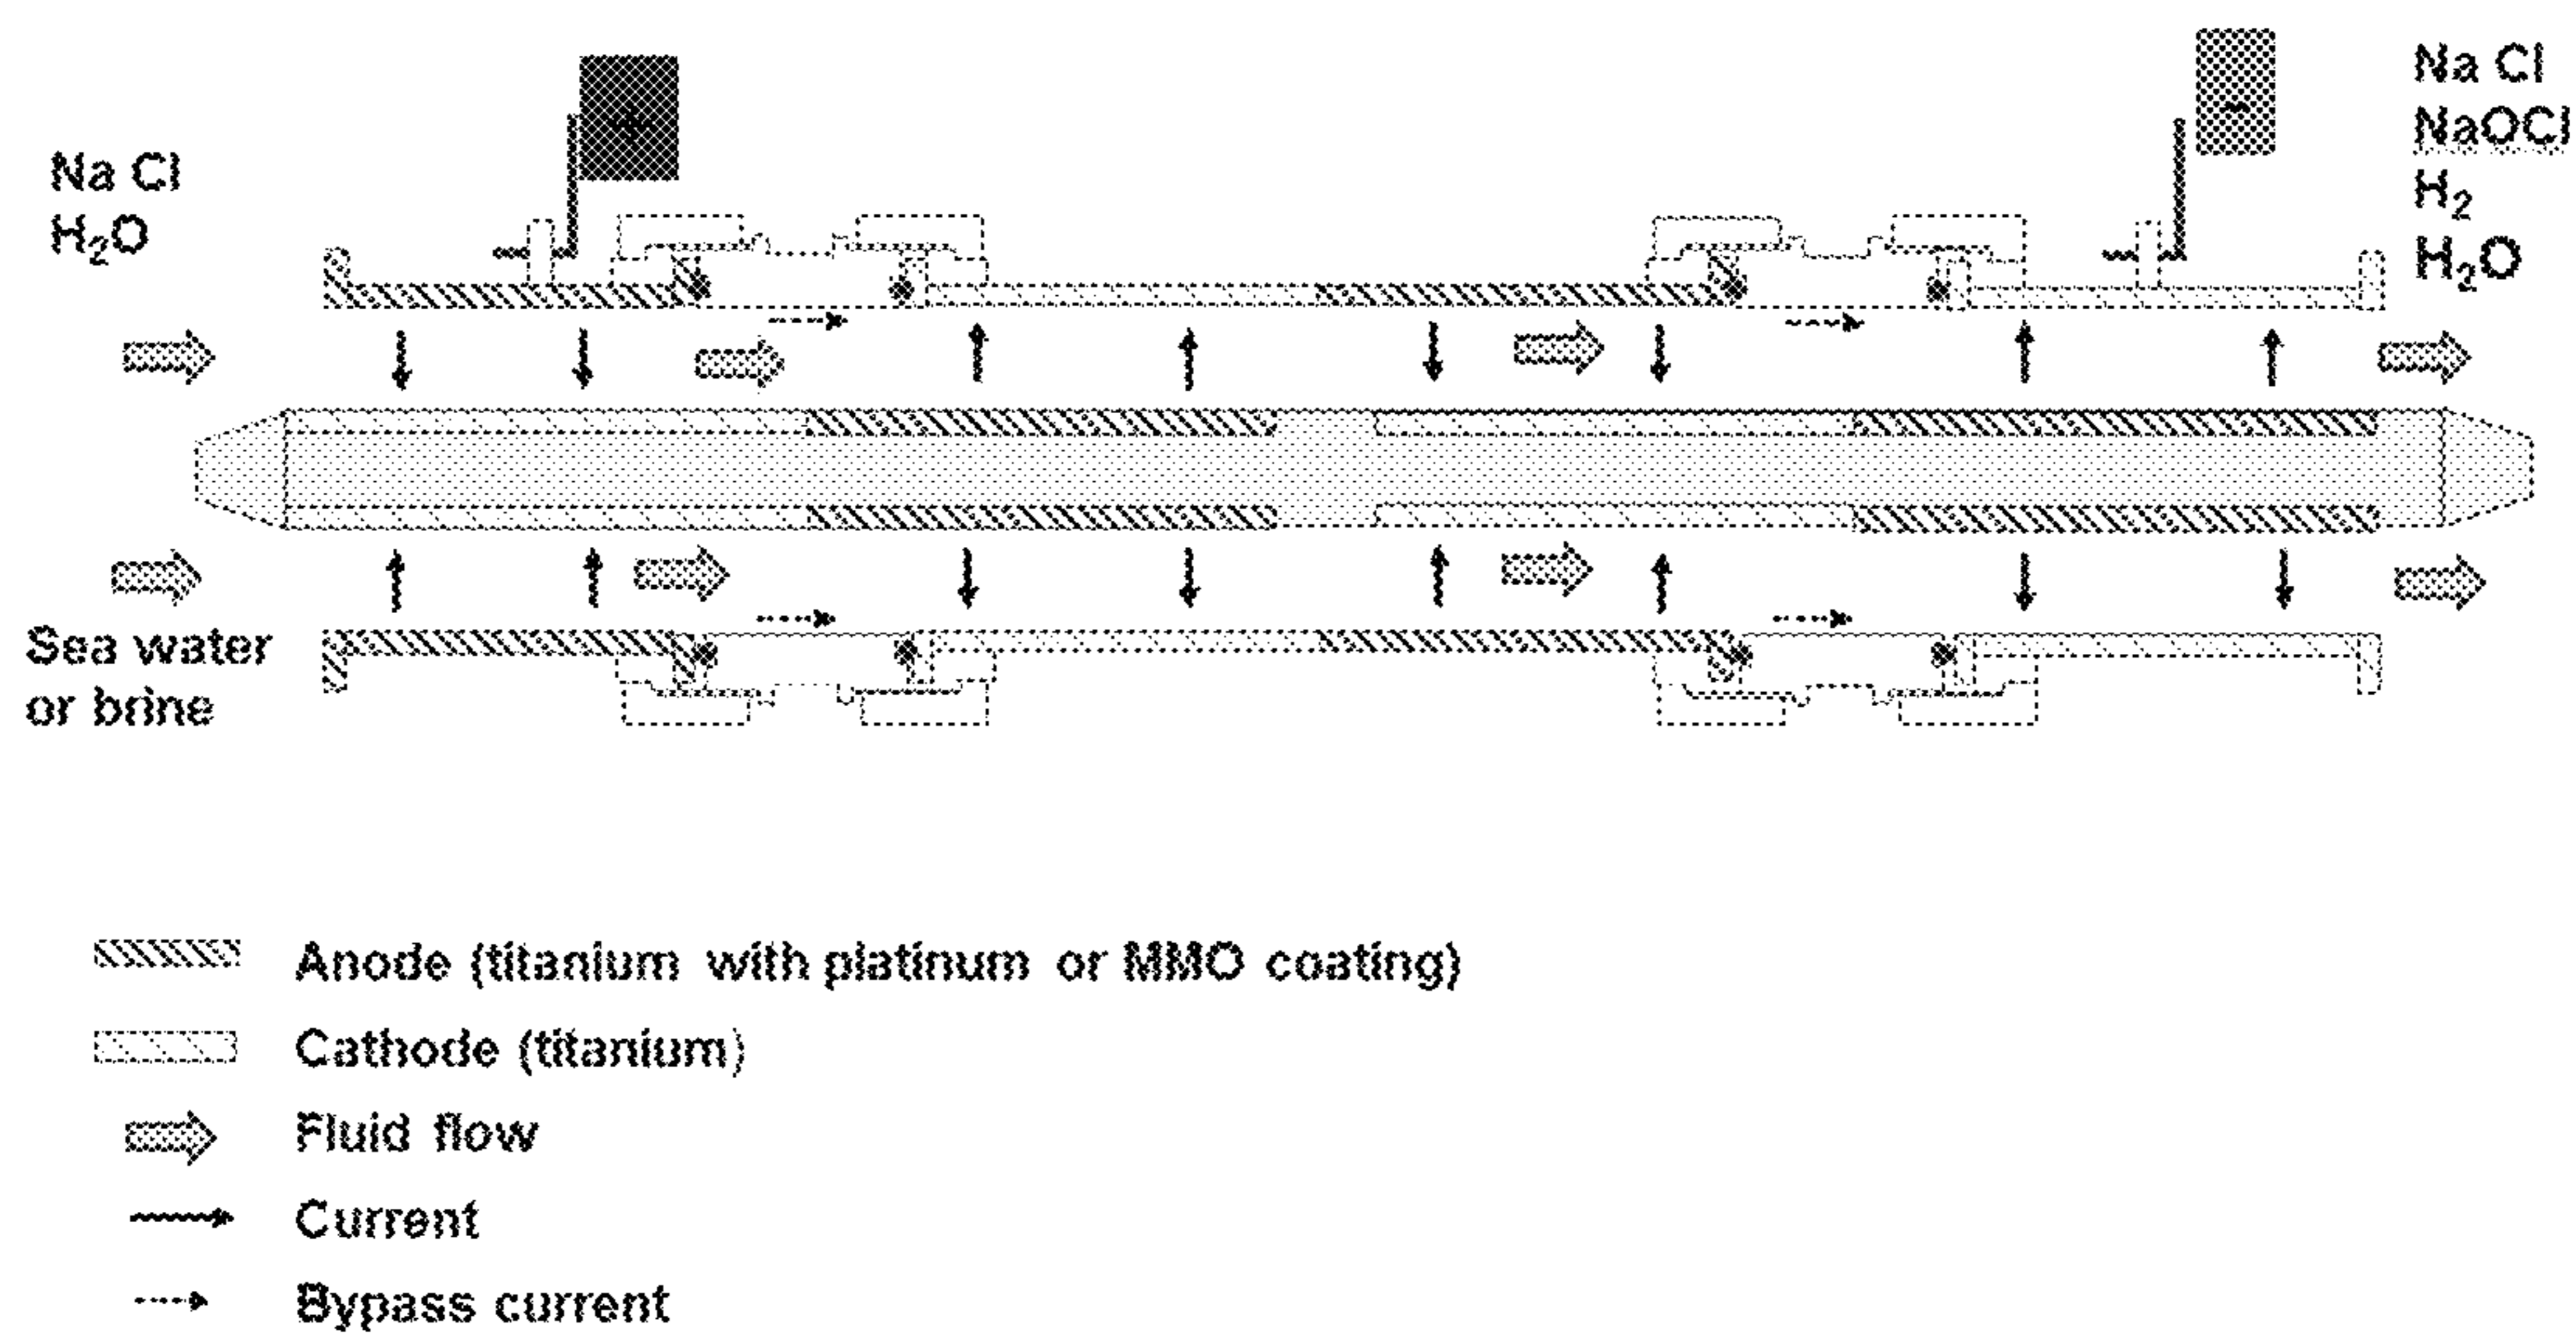 Na Cl
H₂O
+
-
Na Cl
NaOCl
H₂
H₂O
Sea water
or brine
Anode (titanium with platinum or MMO coating)
Cathode (titanium)
Fluid flow
Current
Bypass current